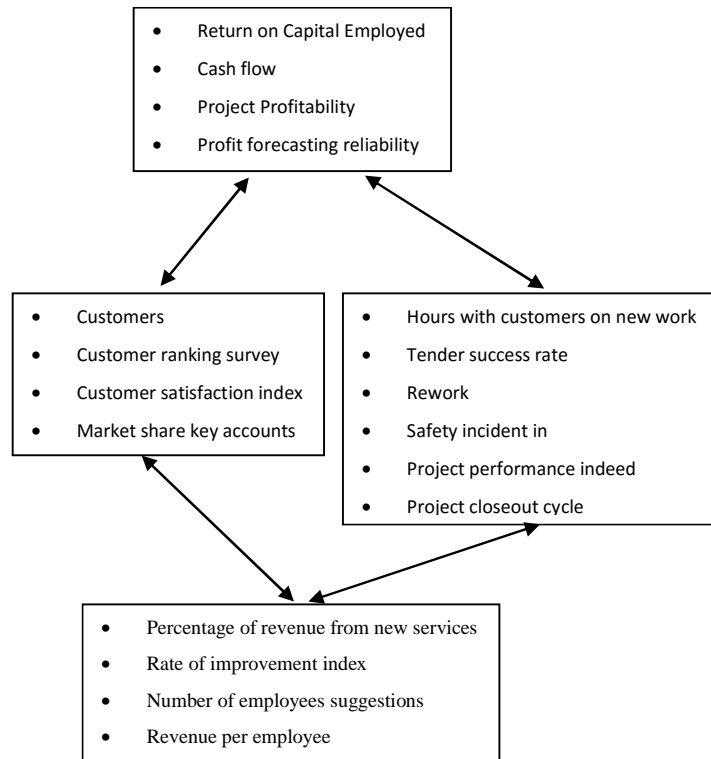 • Return on Capital Employed
• Cash flow
• Project Profitability
• Profit forecasting reliability
• Customers
• Customer ranking survey
• Customer satisfaction index
• Market share key accounts
• Hours with customers on new work
• Tender success rate
• Rework
• Safety incident in
• Project performance indeed
• Project closeout cycle
• Percentage of revenue from new services
• Rate of improvement index
• Number of employees suggestions
• Revenue per employee